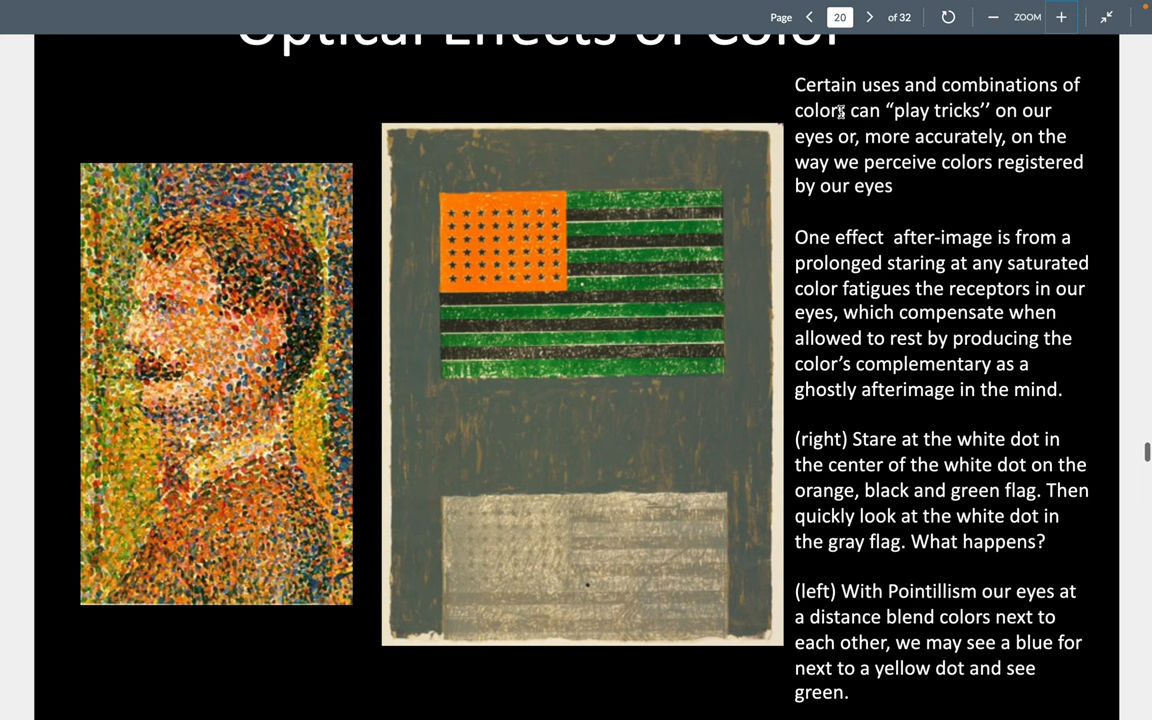 Page 20 of 32 ZOOM
Optical Effects of Color
Certain uses and combinations of
colors can “play tricks’’ on our
eyes or, more accurately, on the
way we perceive colors registered
by our eyes
One effect  after-image is from a
prolonged staring at any saturated
color fatigues the receptors in our
eyes, which compensate when
allowed to rest by producing the
color’s complementary as a
ghostly afterimage in the mind.
(right) Stare at the white dot in
the center of the white dot on the
orange, black and green flag. Then
quickly look at the white dot in
the gray flag. What happens?
(left) With Pointillism our eyes at
a distance blend colors next to
each other, we may see a blue for
next to a yellow dot and see
green.